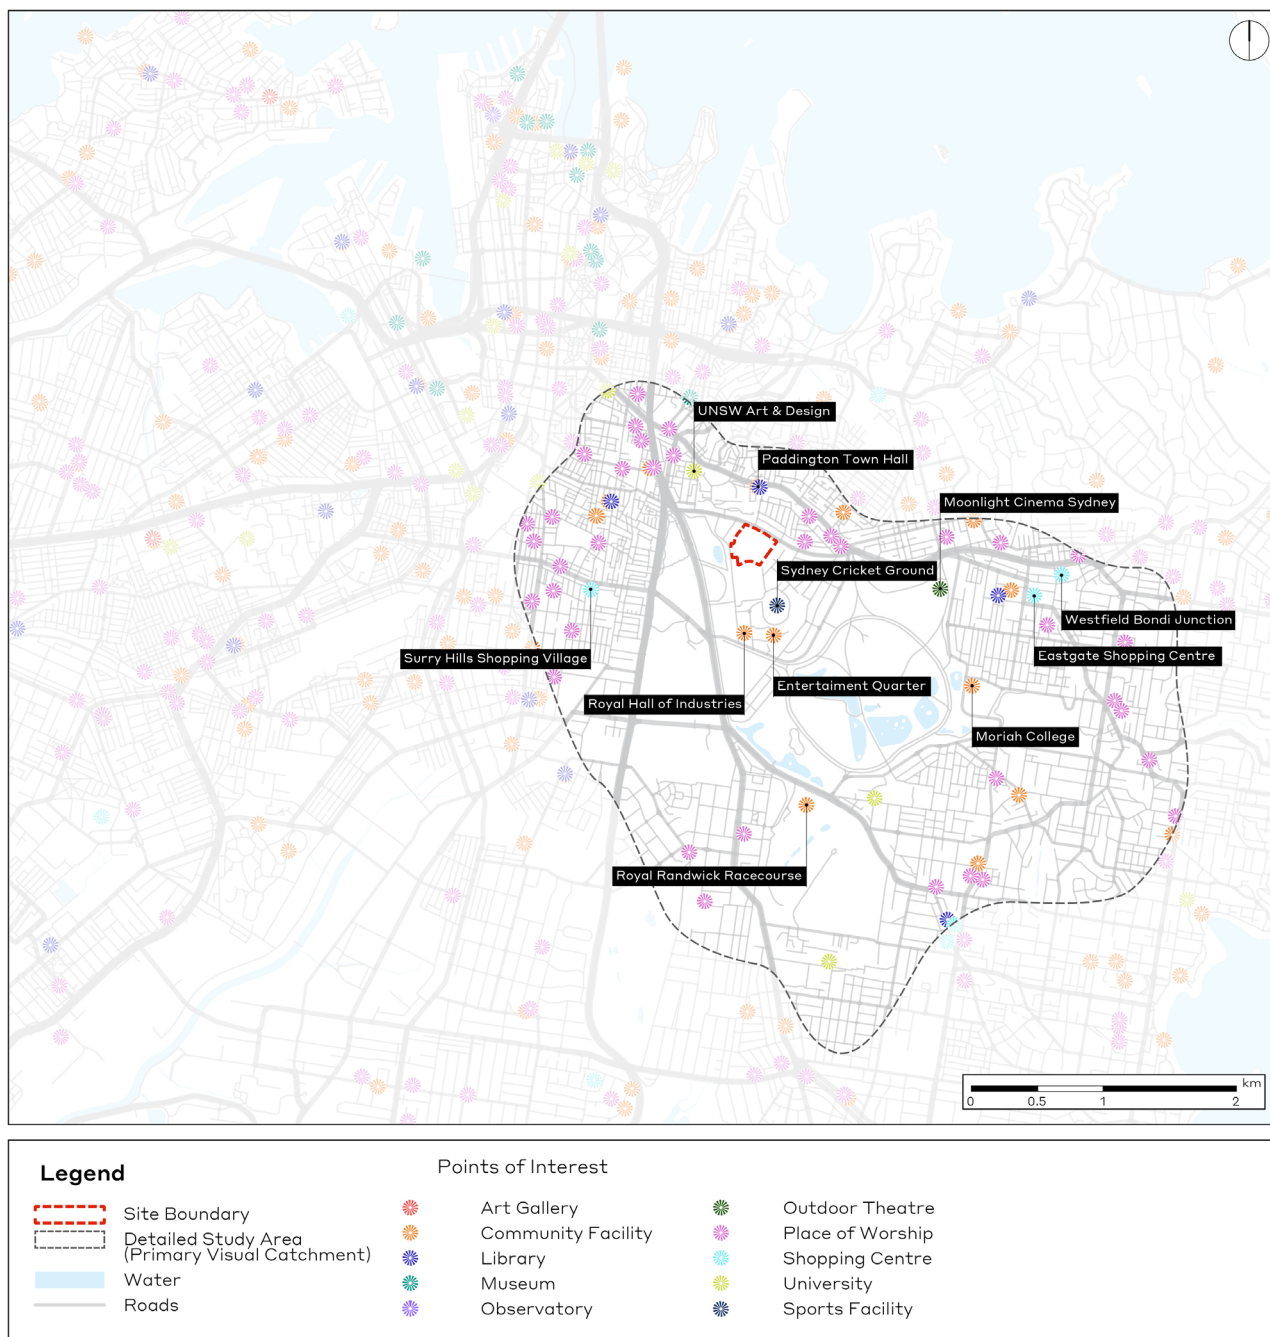 UNSW Art & Design
Paddington Town Hall
Moonlight Cinema Sydney
Sydney Cricket Ground
Westfield Bondi Junction
Surry Hills Shopping Village
Eastgate Shopping Centre
Entertaiment Quarter
Royal Hall of Industries
Moriah College
Royal Randwick Racecourse
km
0 0.5 1 2
Legend
Site Boundary
Detailed Study Area
(Primary Visual Catchment)
Water
Roads
Points of Interest
Art Gallery
Community Facility
Library
Museum
Observatory
Outdoor Theatre
Place of Worship
Shopping Centre
University
Sports Facility